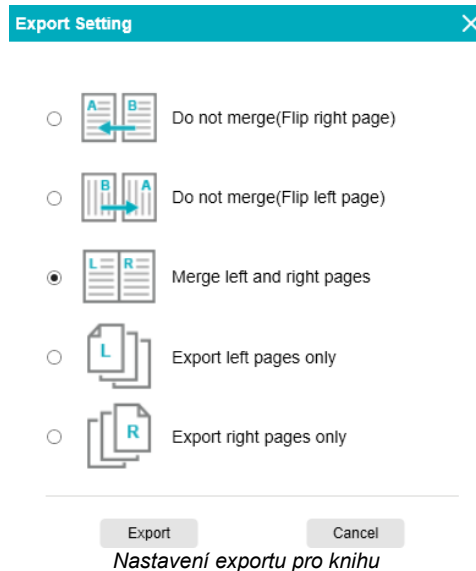 Export Setting
A B
Do not merge(Flip right page)
B A
Do not merge(Flip left page)
L R
Merge left and right pages
L
Export left pages only
R
Export right pages only
Export Cancel
Nastavení exportu pro knihu